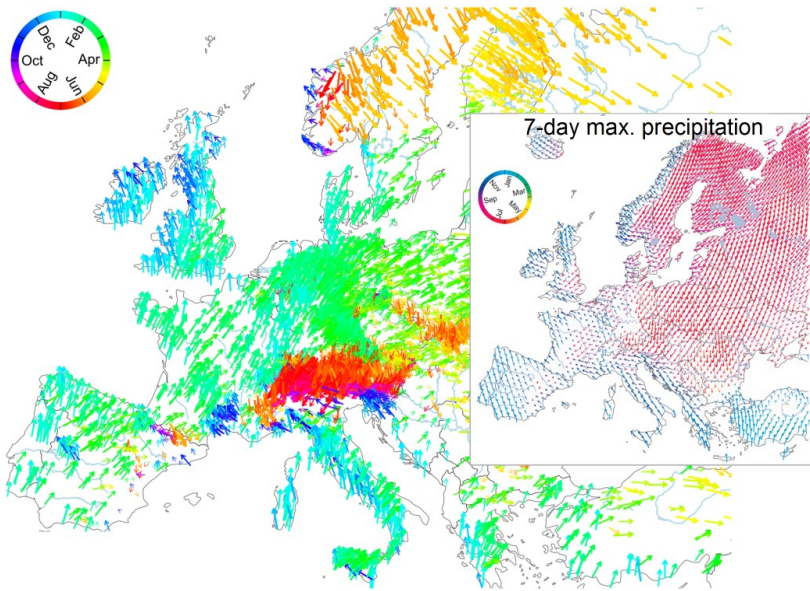 Dec
Feb
Oct
Apr
Aug
Jun
7-day max. precipitation
Nov
Jan
Mar
Sep
Jul
May